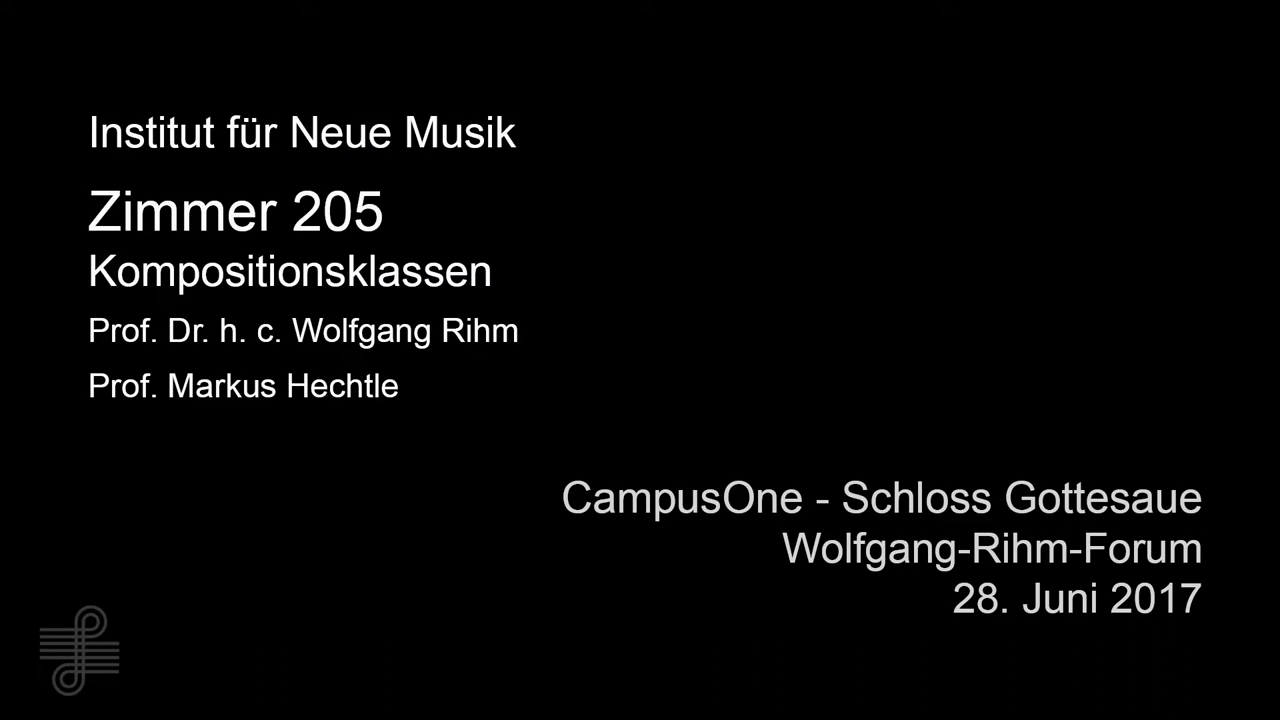 Institut für Neue Musik
Zimmer 205
Kompositionsklassen
Prof. Dr. h. c. Wolfgang Rihm
Prof. Markus Hechtle
CampusOne - Schloss Gottesaue
Wolfgang-Rihm-Forum
28. Juni 2017